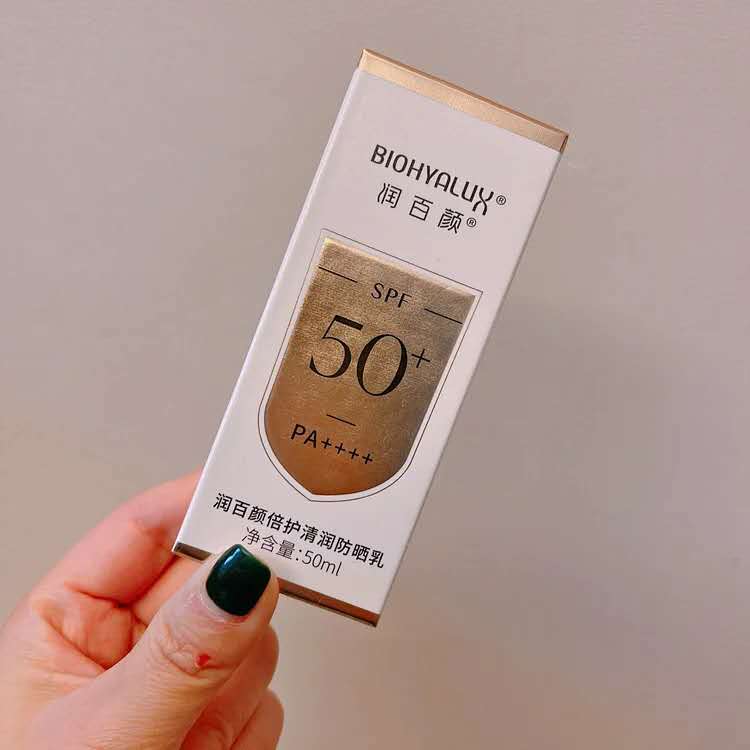 BIOHYALUX®
润百颜®
SPF
50+
PA++++
润百颜倍护清润防晒乳
净含量:50ml